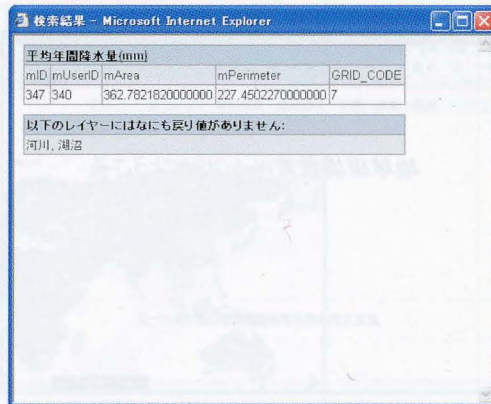 検索結果 - Microsoft Internet Explorer
平均年間降水量(mm)
mID mUserID mArea mPerimeter GRID_CODE
347 340 362.7821820000000 227.4502270000000 7
以下のレイヤーにはなにも戻り値がありません:
河川, 湖沼